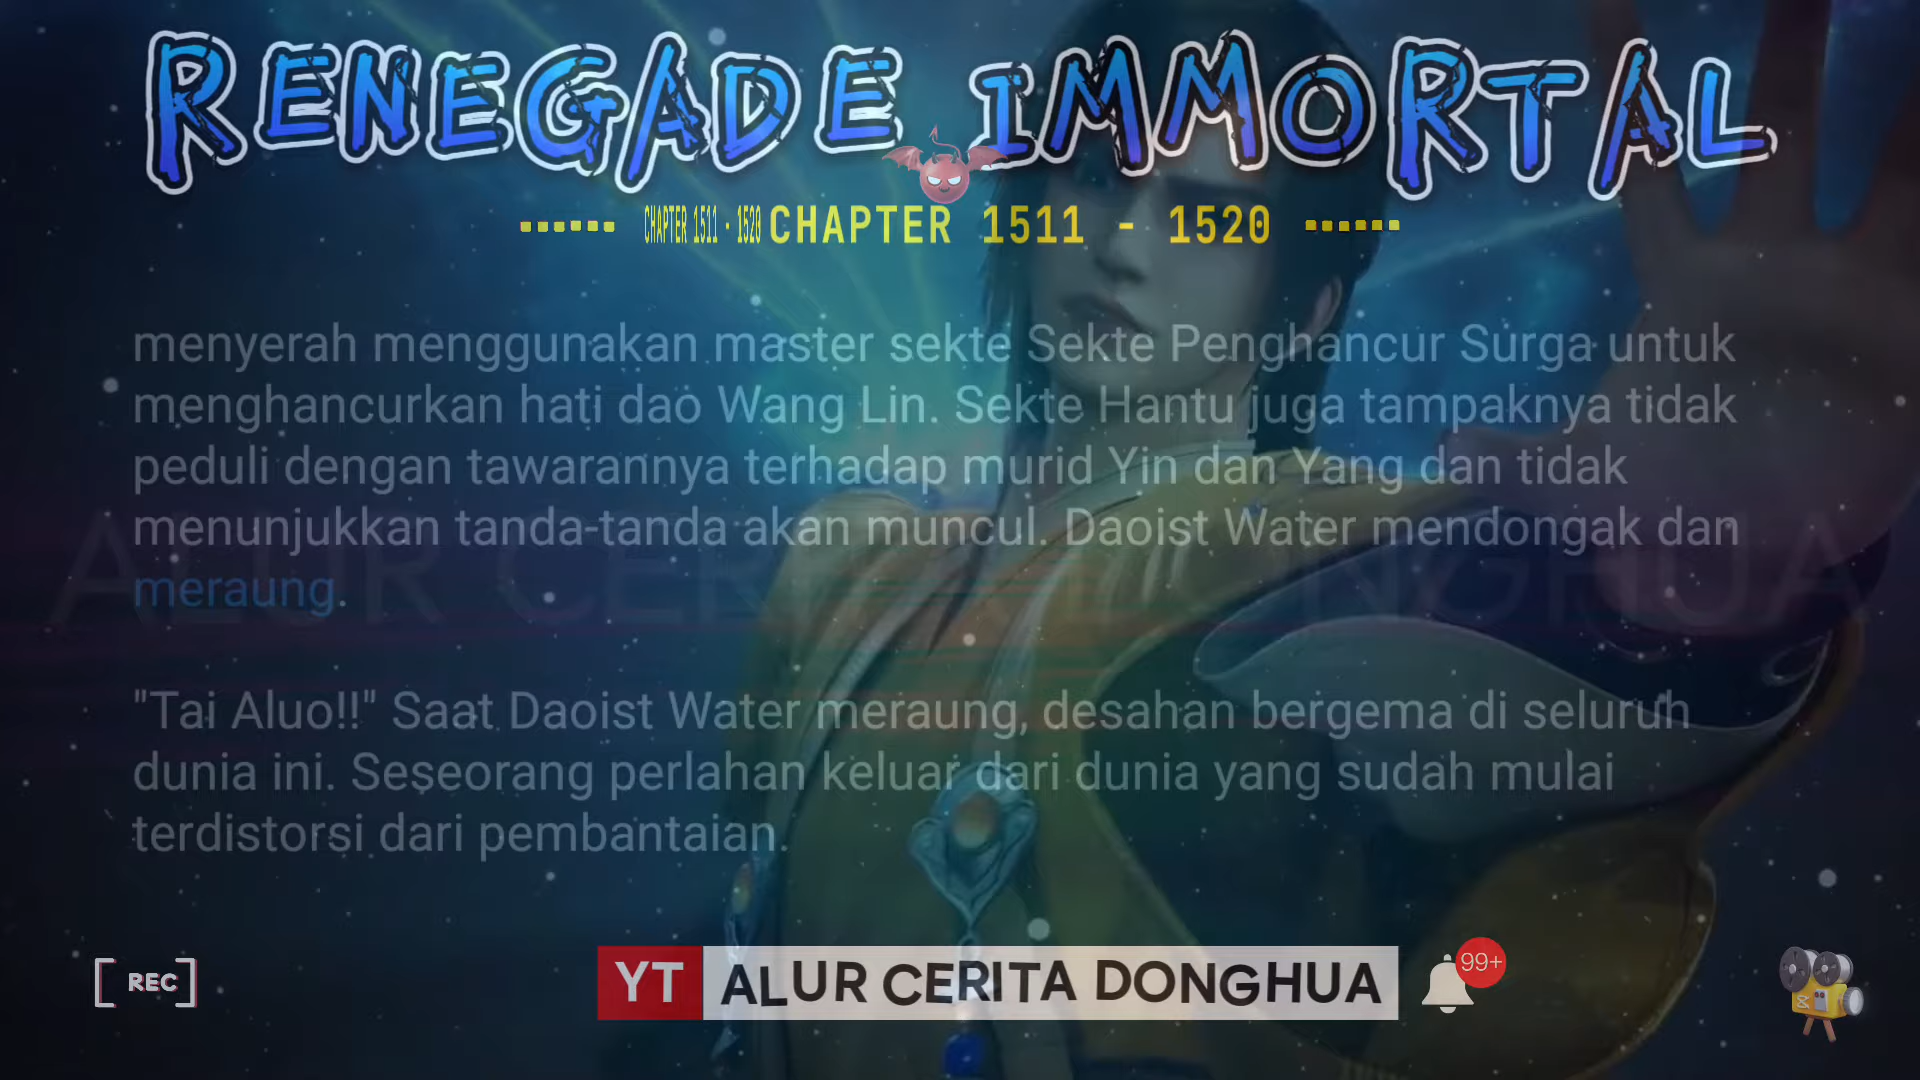 RENEGADE IMMORTAL
CHAPTER 1511 - 1520 CHAPTER 1511 - 1520
menyerah menggunakan master sekte Sekte Penghancur Surga untuk
menghancurkan hati dao Wang Lin. Sekte Hantu juga tampaknya tidak
peduli dengan tawarannya terhadap murid Yin dan Yang dan tidak
menunjukkan tanda-tanda akan muncul. Daoist Water mendongak dan
meraung.
ALUR CERITA DONGHUA
"Tai Aluo!!" Saat Daoist Water meraung, desahan bergema di seluruh
dunia ini. Seseorang perlahan keluar dari dunia yang sudah mulai
terdistorsi dari pembantaian.
REC
YT ALUR CERITA DONGHUA
99+